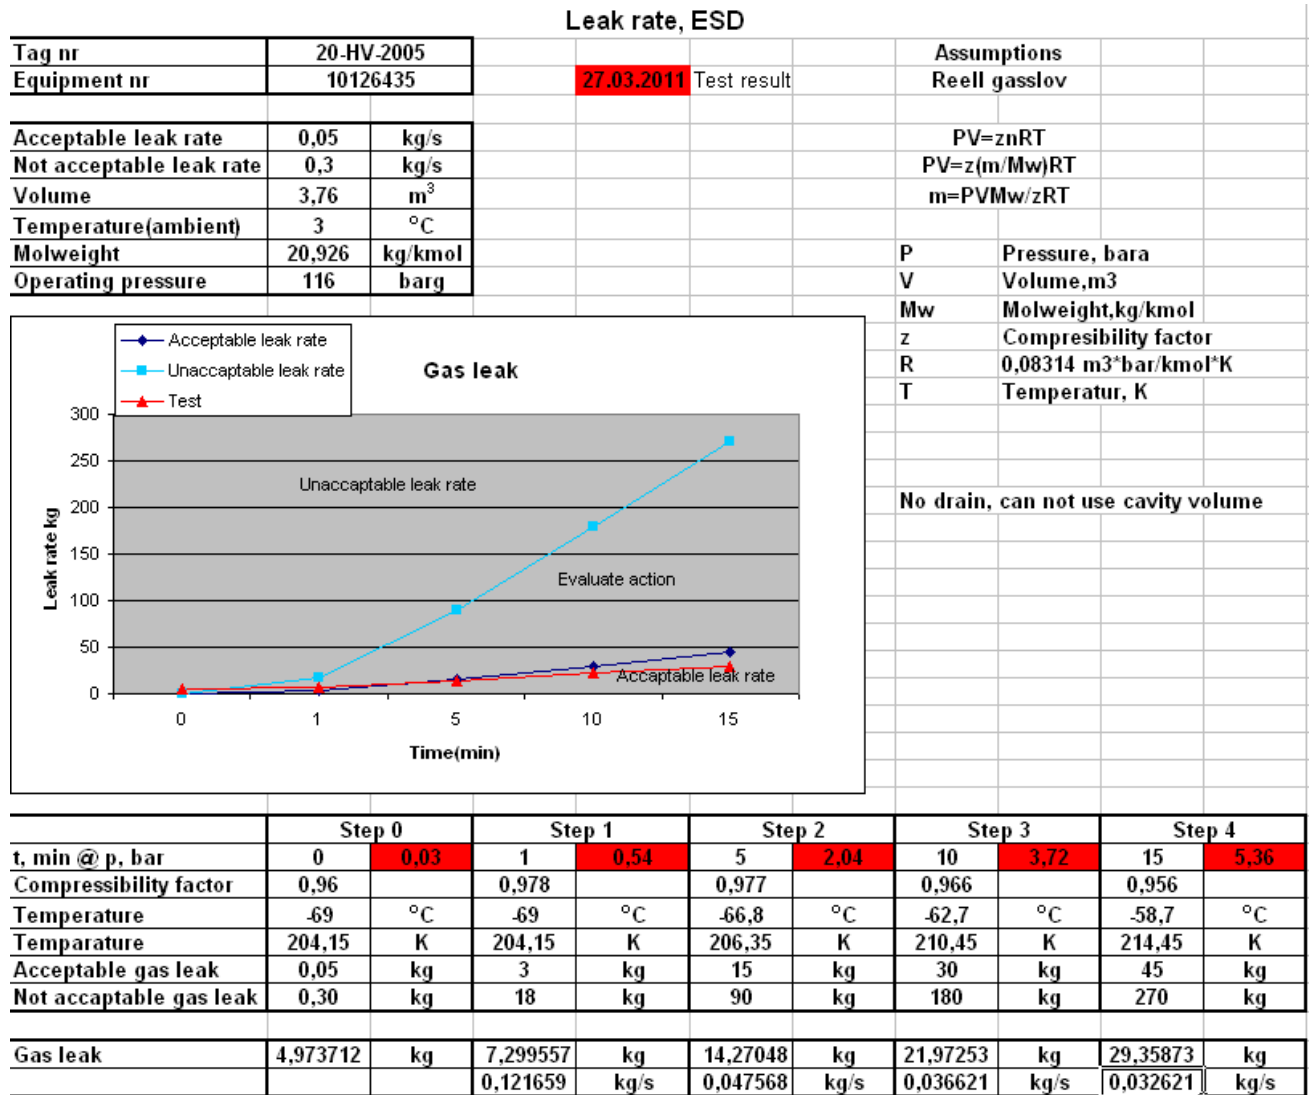 Leak rate, ESD
Tag nr 20-HV-2005 Assumptions
Equipment nr 10126435 27.03.2011 Test result Reell gasslov
Acceptable leak rate 0,05 kg/s PV=znRT
Not acceptable leak rate 0,3 kg/s PV=z(m/Mw)RT
Volume 3,76 m³ m=PVMw/zRT
Temperature(ambient) 3 °C
Molweight 20,926 kg/kmol P Pressure, bara
Operating pressure 116 barg V Volume,m3
Mw Molweight,kg/kmol
z Compresibility factor
R 0,08314 m3*bar/kmol*K
T Temperatur, K
No drain, can not use cavity volume
Acceptable leak rate
Unaccaptable leak rate
Test
Gas leak
300
250
200
150
100
50
0
Leak rate kg
Unaccaptable leak rate
Evaluate action
Accaptable leak rate
0 1 5 10 15
Time(min)
Step 0 Step 1 Step 2 Step 3 Step 4
t, min @ p, bar 0 0,03 1 0,54 5 2,04 10 3,72 15 5,36
Compressibility factor 0,96 0,978 0,977 0,966 0,956
Temperature -69 °C -69 °C -66,8 °C -62,7 °C -58,7 °C
Temparature 204,15 K 204,15 K 206,35 K 210,45 K 214,45 K
Acceptable gas leak 0,05 kg 3 kg 15 kg 30 kg 45 kg
Not accaptable gas leak 0,30 kg 18 kg 90 kg 180 kg 270 kg
Gas leak 4,973712 kg 7,299557 kg 14,27048 kg 21,97253 kg 29,35873 kg
0,121659 kg/s 0,047568 kg/s 0,036621 kg/s 0,032621 kg/s